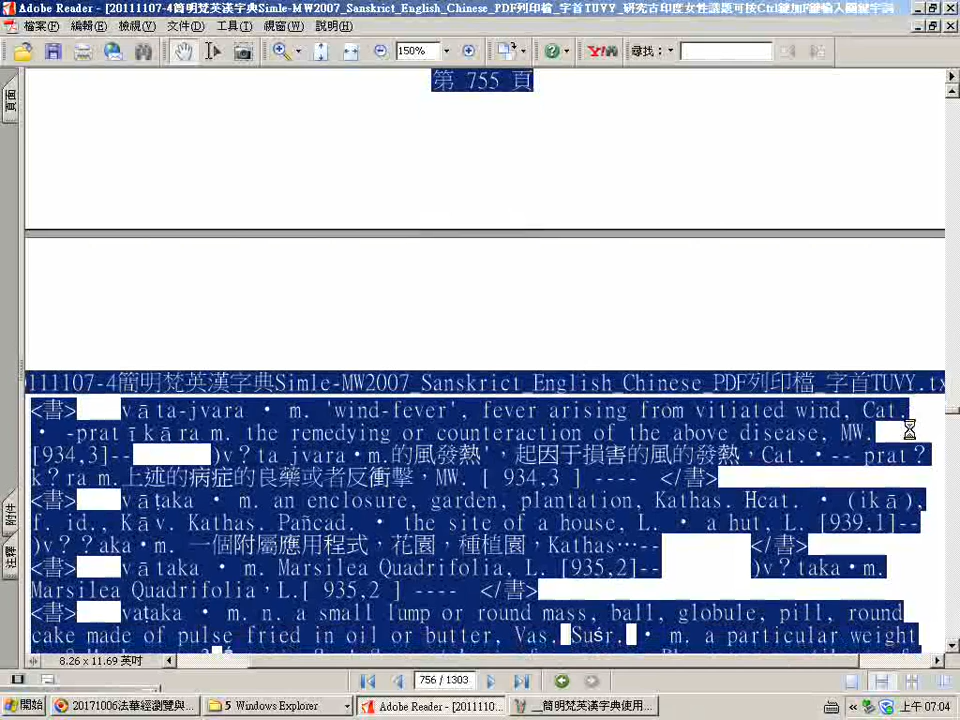 Adobe Reader - [20111107-4簡明梵英漢字典Simle-MW2007_Sanskrict_English_Chinese_PDF列印檔_字首TUVY_研究古印度女性議題可按Ctrl鍵加F鍵輸入關鍵字詞
檔案(F) 編輯(E) 檢視(V) 文件(D) 工具(T) 視窗(W) 說明(H)
150% Y! 尋找:
頁面
附件
注釋
第 755 頁
111107-4簡明梵英漢字典Simle-MW2007_Sanskrict_English_Chinese_PDF列印檔_字首TUVY.tx
<書> vāta-jvara • m. 'wind-fever', fever arising from vitiated wind, Cat.
• -pratīkāra m. the remedying or counteraction of the above disease, MW.
[934,3]-- )v?ta jvara•m.的風發熱',起因于損害的風的發熱,Cat.•-- prat?
k?ra m.上述的病症的良藥或者反衝擊,MW. [ 934,3 ] ---- </書>
<書> vāṭaka • m. an enclosure, garden, plantation, Kathas. Hcat. • (ikā),
f. id., Kāv. Kathas. Pañcad. • the site of a house, L. • a hut, L. [939,1]--
)v??aka•m. 一個附屬應用程式,花園,種植園,Kathas…-- </書>
<書> vātaka • m. Marsilea Quadrifolia, L. [935,2]-- )v?taka•m.
Marsilea Quadrifolia,L.[ 935,2 ] ---- </書>
<書> vaṭaka • m. n. a small lump or round mass, ball, globule, pill, round
cake made of pulse fried in oil or butter, Vas. Suśr. • m. a particular weight
8.26 x 11.69 英吋
756 / 1303
開始 20171006法華經瀏覽與... 5 Windows Explorer Adobe Reader - [201110... __簡明梵英字典使用... 上午 07:04